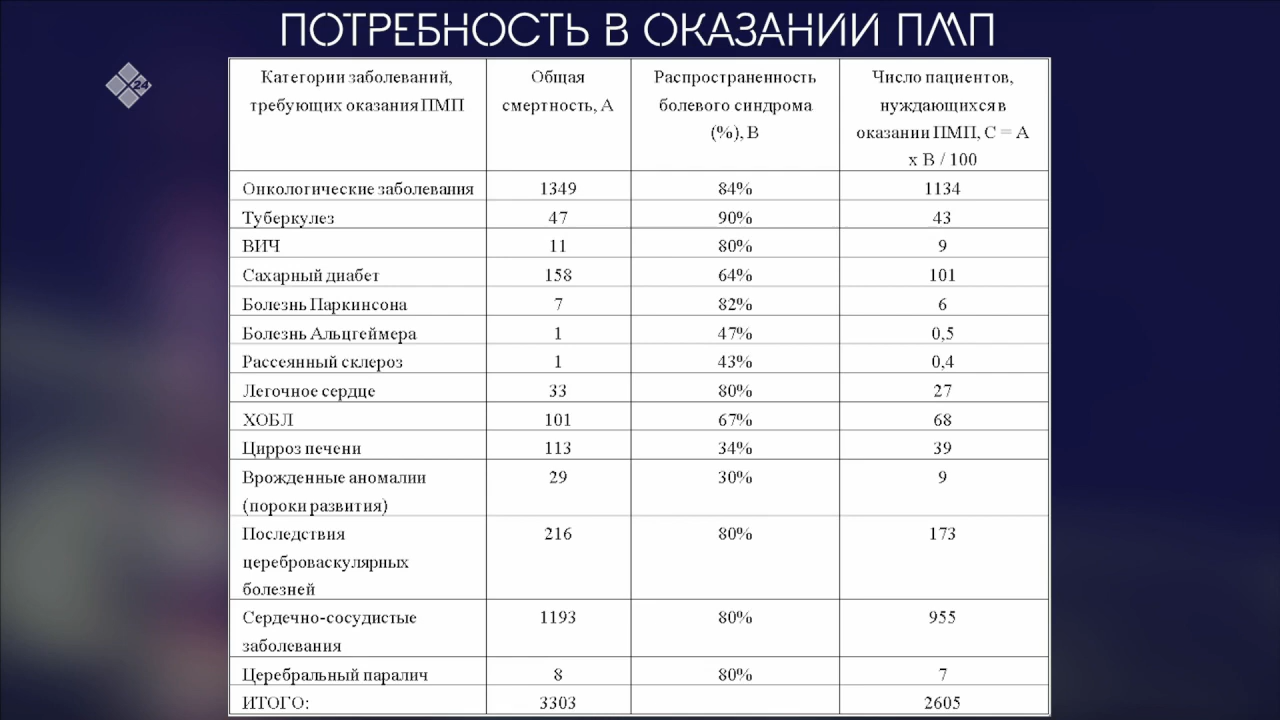 ПОТРЕБНОСТЬ В ОКАЗАНИИ ПМП
х24
Категории заболеваний,
требующих оказания ПМП
Общая
смертность, А
Распространенность
болевого синдрома
(%), В
Число пациентов,
нуждающихся в
оказании ПМП, С = А
х В / 100
Онкологические заболевания 1349 84% 1134
Туберкулез 47 90% 43
ВИЧ 11 80% 9
Сахарный диабет 158 64% 101
Болезнь Паркинсона 7 82% 6
Болезнь Альцгеймера 1 47% 0,5
Рассеянный склероз 1 43% 0,4
Легочное сердце 33 80% 27
ХОБЛ 101 67% 68
Цирроз печени 113 34% 39
Врожденные аномалии 29 30% 9
(пороки развития)
Последствия 216 80% 173
цереброваскулярных
болезней
Сердечно-сосудистые 1193 80% 955
заболевания
Церебральный паралич 8 80% 7
ИТОГО: 3303 2605